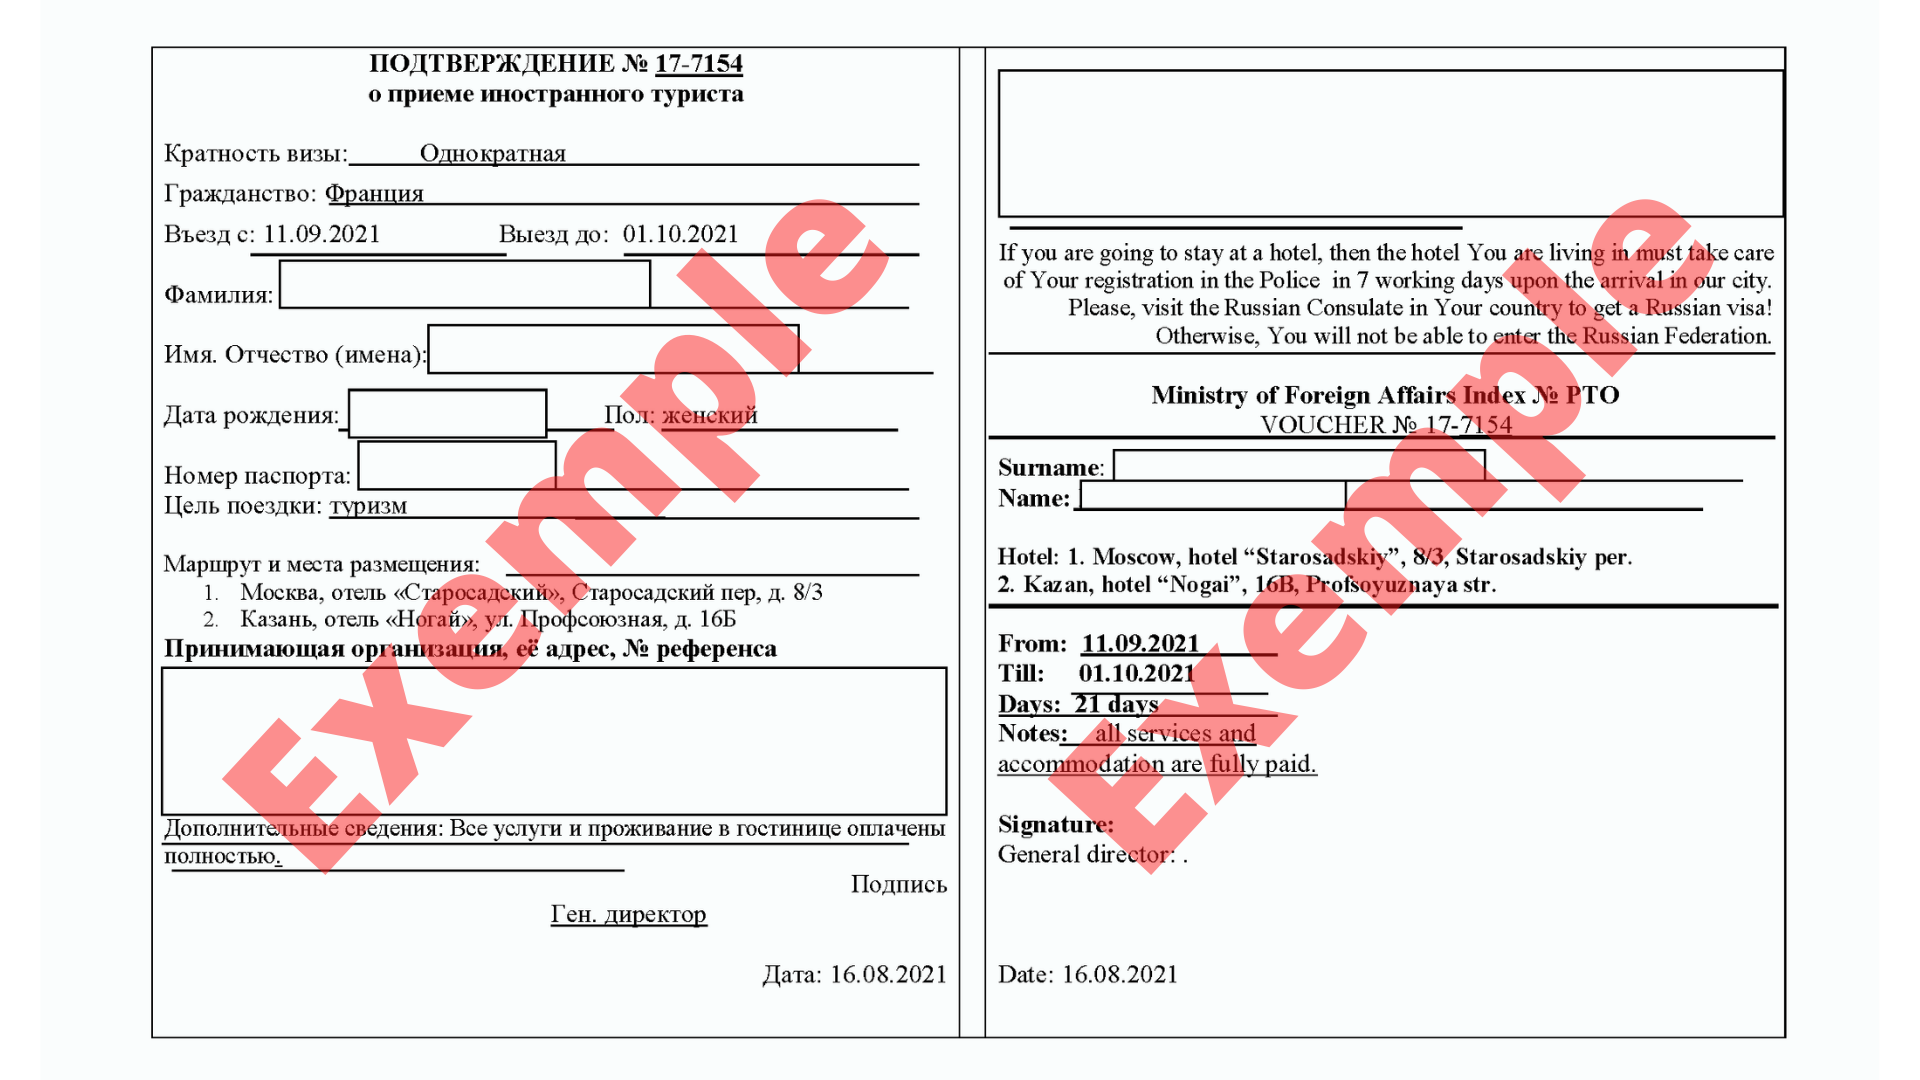 ПОДТВЕРЖДЕНИЕ № 17-7154
о приеме иностранного туриста
Кратность визы: Однократная
Гражданство: Франция
Въезд с: 11.09.2021 Выезд до: 01.10.2021
Фамилия:
Имя. Отчество (имена):
Дата рождения: Пол: женский
Номер паспорта:
Цель поездки: туризм
Маршрут и места размещения:
1. Москва, отель «Старосадский», Старосадский пер, д. 8/3
2. Казань, отель «Ногай», ул. Профсоюзная, д. 16Б
Принимающая организация, её адрес, № референса
Дополнительные сведения: Все услуги и проживание в гостинице оплачены
полностью.
Подпись
Ген. директор
Дата: 16.08.2021
Exemple
If you are going to stay at a hotel, then the hotel You are living in must take care
of Your registration in the Police in 7 working days upon the arrival in our city.
Please, visit the Russian Consulate in Your country to get a Russian visa!
Otherwise, You will not be able to enter the Russian Federation.
Ministry of Foreign Affairs Index № РТО
VOUCHER № 17-7154
Surname:
Name:
Hotel: 1. Moscow, hotel “Starosadskiy”, 8/3, Starosadskiy per.
2. Kazan, hotel “Nogai”, 16B, Profsoyuznaya str.
From: 11.09.2021
Till: 01.10.2021
Days: 21 days
Notes: all services and
accommodation are fully paid.
Signature:
General director: .
Date: 16.08.2021
Exemple